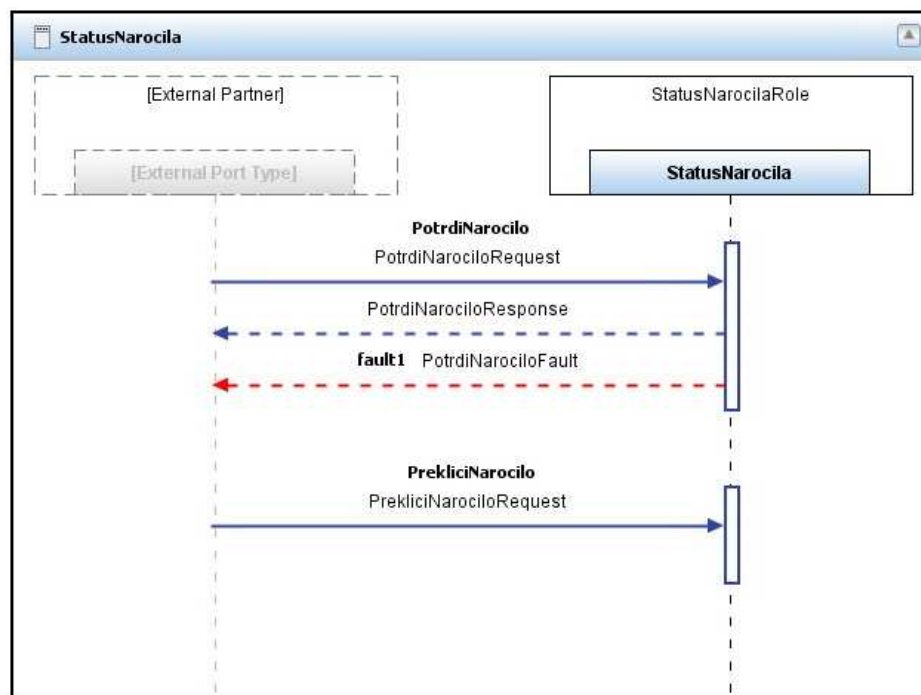 StatusNarocila
[External Partner]
StatusNarocilaRole
[External Port Type]
StatusNarocila
PotrdiNarocilo
PotrdiNarociloRequest
PotrdiNarociloResponse
fault1 PotrdiNarociloFault
PrekliciNarocilo
PrekliciNarociloRequest